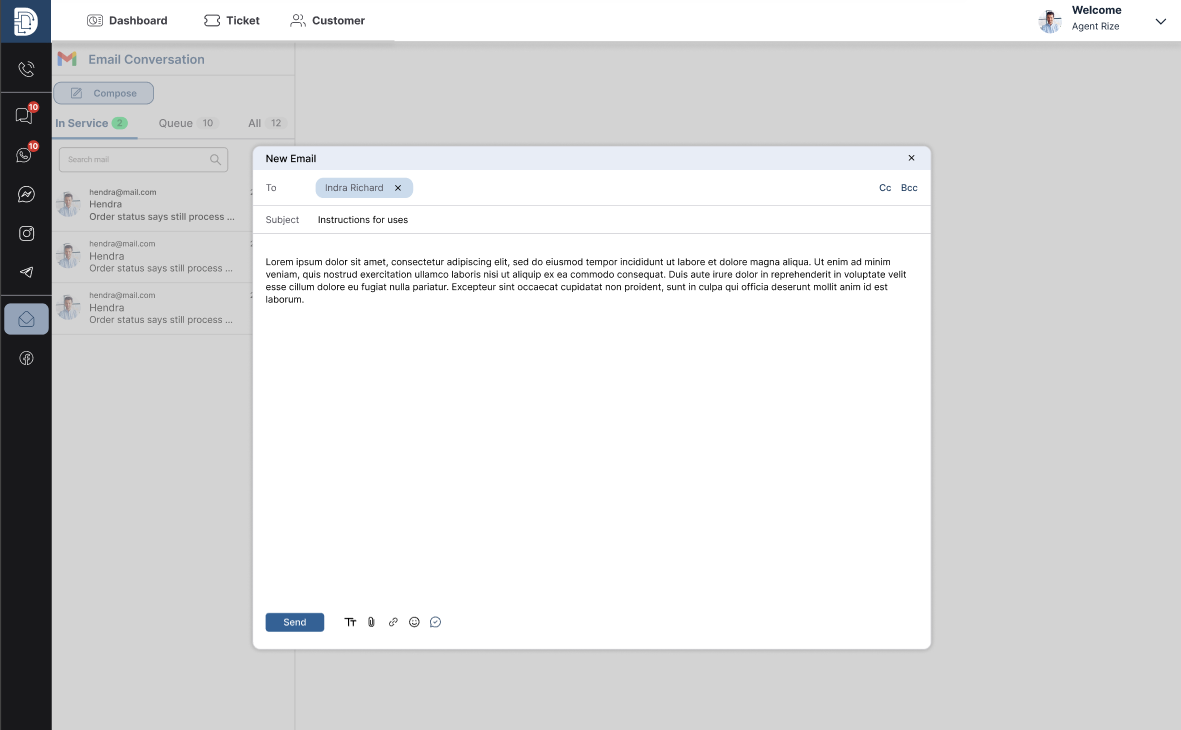 Dashboard
Ticket
Customer
Welcome
Agent Rize
Email Conversation
Compose
10
10
In Service 2
Queue 10
All 12
Search mail
hendra@mail.com
Hendra
Order status says still process ...
hendra@mail.com
Hendra
Order status says still process ...
hendra@mail.com
Hendra
Order status says still process ...
New Email
To Indra Richard
Cc Bcc
Subject Instructions for uses
Lorem ipsum dolor sit amet, consectetur adipiscing elit, sed do eiusmod tempor incididunt ut labore et dolore magna aliqua. Ut enim ad minim
veniam, quis nostrud exercitation ullamco laboris nisi ut aliquip ex ea commodo consequat. Duis aute irure dolor in reprehenderit in voluptate velit
esse cillum dolore eu fugiat nulla pariatur. Excepteur sint occaecat cupidatat non proident, sunt in culpa qui officia deserunt mollit anim id est
laborum.
Send